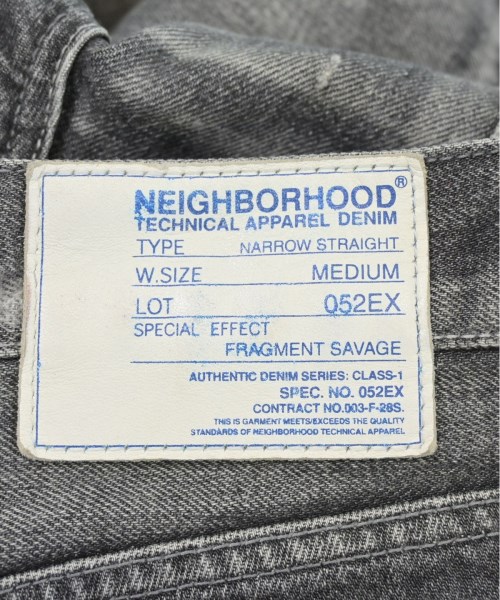 NEIGHBORHOOD®
TECHNICAL APPAREL DENIM
TYPE NARROW STRAIGHT
W.SIZE MEDIUM
LOT 052EX
SPECIAL EFFECT
FRAGMENT SAVAGE
AUTHENTIC DENIM SERIES: CLASS-1
SPEC. NO. 052EX
CONTRACT NO.003-F-28S.
THIS IS GARMENT MEETS/EXCEEDS THE QUALITY
STANDARDS OF NEIGHBORHOOD TECHNICAL APPAREL